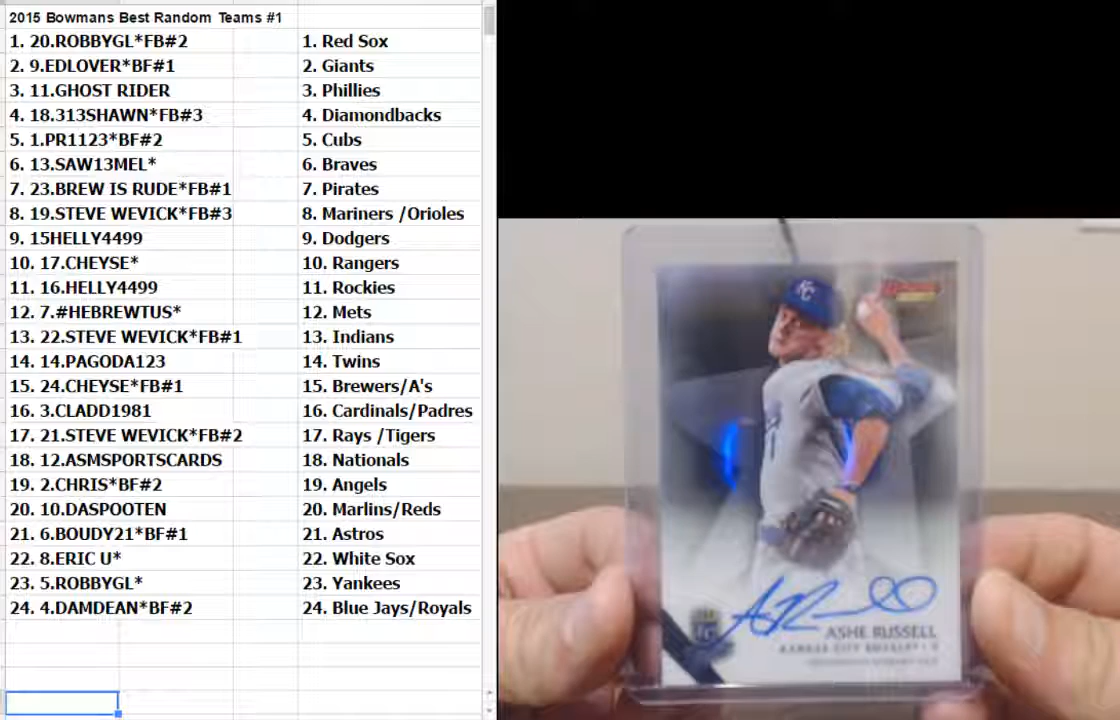 2015 Bowmans Best Random Teams #1
1. 20.ROBBYGL*FB#2 1. Red Sox
2. 9.EDLOVER*BF#1 2. Giants
3. 11.GHOST RIDER 3. Phillies
4. 18.313SHAWN*FB#3 4. Diamondbacks
5. 1.PR1123*BF#2 5. Cubs
6. 13.SAW13MEL* 6. Braves
7. 23.BREW IS RUDE*FB#1 7. Pirates
8. 19.STEVE WEVICK*FB#3 8. Mariners /Orioles
9. 15HELLY4499 9. Dodgers
10. 17.CHEYSE* 10. Rangers
11. 16.HELLY4499 11. Rockies
12. 7.#HEBREWTUS* 12. Mets
13. 22.STEVE WEVICK*FB#1 13. Indians
14. 14.PAGODA123 14. Twins
15. 24.CHEYSE*FB#1 15. Brewers/A's
16. 3.CLADD1981 16. Cardinals/Padres
17. 21.STEVE WEVICK*FB#2 17. Rays /Tigers
18. 12.ASMSPORTSCARDS 18. Nationals
19. 2.CHRIS*BF#2 19. Angels
20. 10.DASPOOTEN 20. Marlins/Reds
21. 6.BOUDY21*BF#1 21. Astros
22. 8.ERIC U* 22. White Sox
23. 5.ROBBYGL* 23. Yankees
24. 4.DAMDEAN*BF#2 24. Blue Jays/Royals
KC
ASHE RUSSELL
KANSAS CITY ROYALS